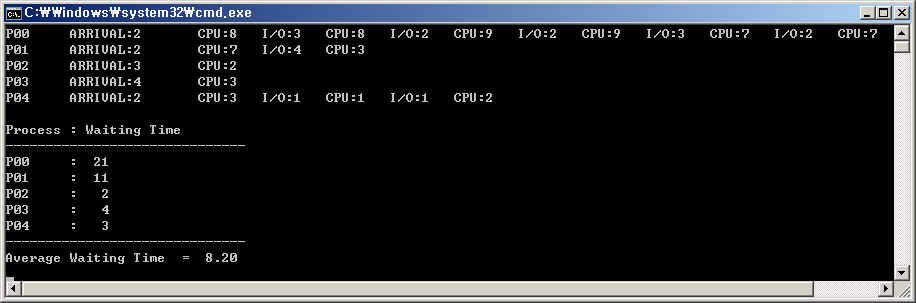 C:\Windows\system32\cmd.exe
P00 ARRIVAL:2 CPU:8 I/O:3 CPU:8 I/O:2 CPU:9 I/O:2 CPU:9 I/O:3 CPU:7 I/O:2 CPU:7
P01 ARRIVAL:2 CPU:7 I/O:4 CPU:3
P02 ARRIVAL:3 CPU:2
P03 ARRIVAL:4 CPU:3
P04 ARRIVAL:2 CPU:3 I/O:1 CPU:1 I/O:1 CPU:2
Process : Waiting Time
------------------------------
P00 : 21
P01 : 11
P02 : 2
P03 : 4
P04 : 3
------------------------------
Average Waiting Time = 8.20